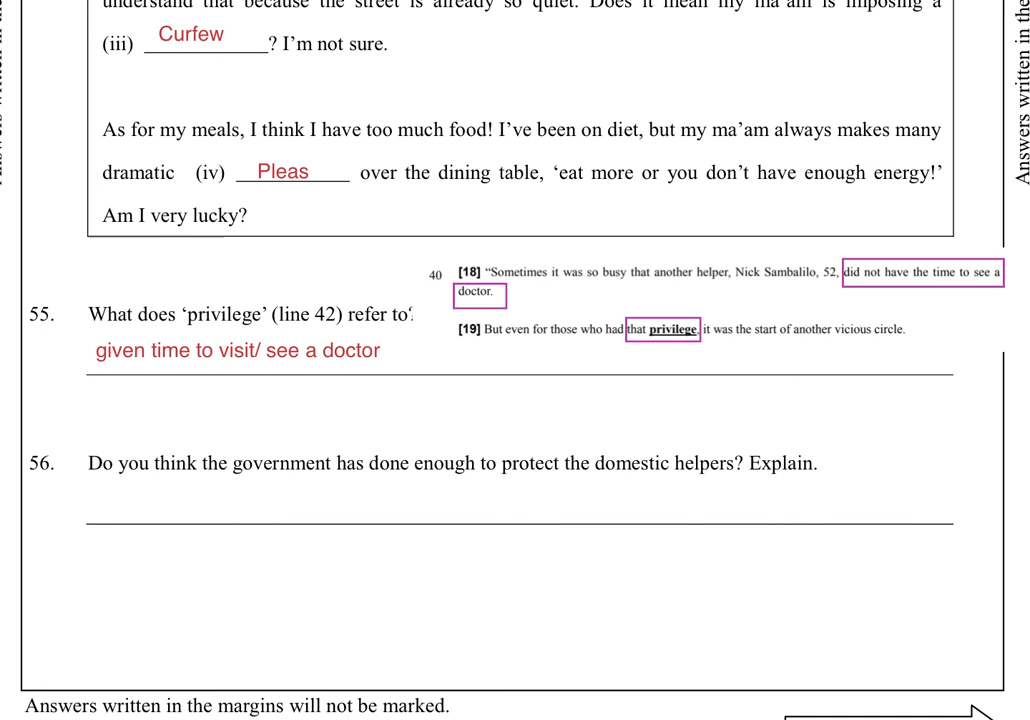 understand that because the street is already so quiet. Does it mean my ma'am is imposing a
(iii) Curfew ? I'm not sure.
As for my meals, I think I have too much food! I've been on diet, but my ma'am always makes many
dramatic (iv) Pleas over the dining table, 'eat more or you don't have enough energy!'
Am I very lucky?
40 [18] "Sometimes it was so busy that another helper, Nick Sambalilo, 52, did not have the time to see a
doctor.
55. What does 'privilege' (line 42) refer to?
[19] But even for those who had that privilege, it was the start of another vicious circle.
given time to visit/ see a doctor
56. Do you think the government has done enough to protect the domestic helpers? Explain.
Answers written in the margins will not be marked.
Answers written in the